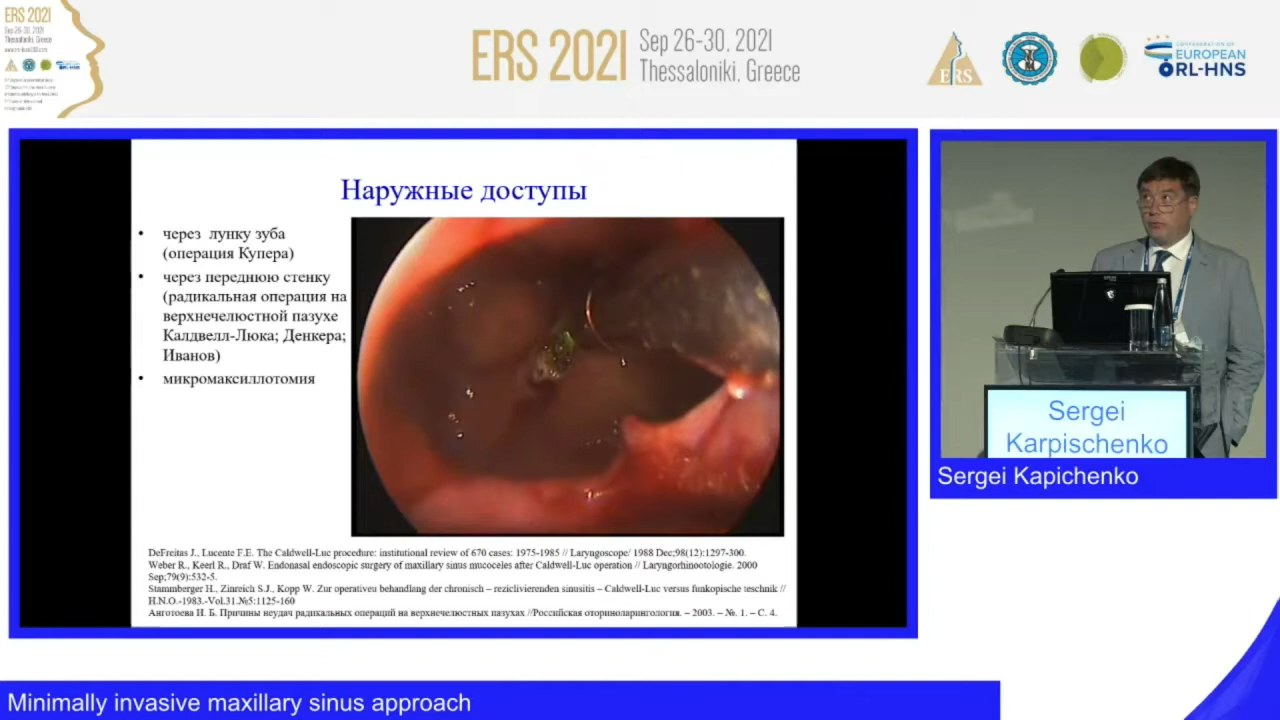 ERS 2021
Sep 26-30, 2021
Thessaloniki, Greece
ERS 2021
Sep 26-30, 2021
Thessaloniki, Greece
ERS
EUROPEAN
ORL-HNS
Наружные доступы
• через лунку зуба
(операция Купера)
• через переднюю стенку
(радикальная операция на
верхнечелюстной пазухе
Калдвелл-Люка; Денкера;
Иванов)
• микромаксиллотомия
DeFreitas J., Lucente F.E. The Caldwell-Luc procedure: institutional review of 670 cases: 1975-1985 // Laryngoscope/ 1988 Dec;98(12):1297-300.
Weber R., Keerl R., Draf W. Endonasal endoscopic surgery of maxillary sinus mucoceles after Caldwell-Luc operation // Laryngorhinootologie. 2000
Sep;79(9):532-5.
Stammberger H., Zinreich S.J., Kopp W. Zur operativeu behandlung der chronisch – reziclivierenden sinusitis – Caldwell-Luc versus funkopische teschnik //
H.N.O.-1983.-Vol.31.№5:1125-160
Анготоева И. Б. Причины неудач радикальных операций на верхнечелюстных пазухах //Российская оториноларингология. – 2003. – №. 1. – С. 4.
Sergei
Karpischenko
Sergei Kapichenko
Minimally invasive maxillary sinus approach